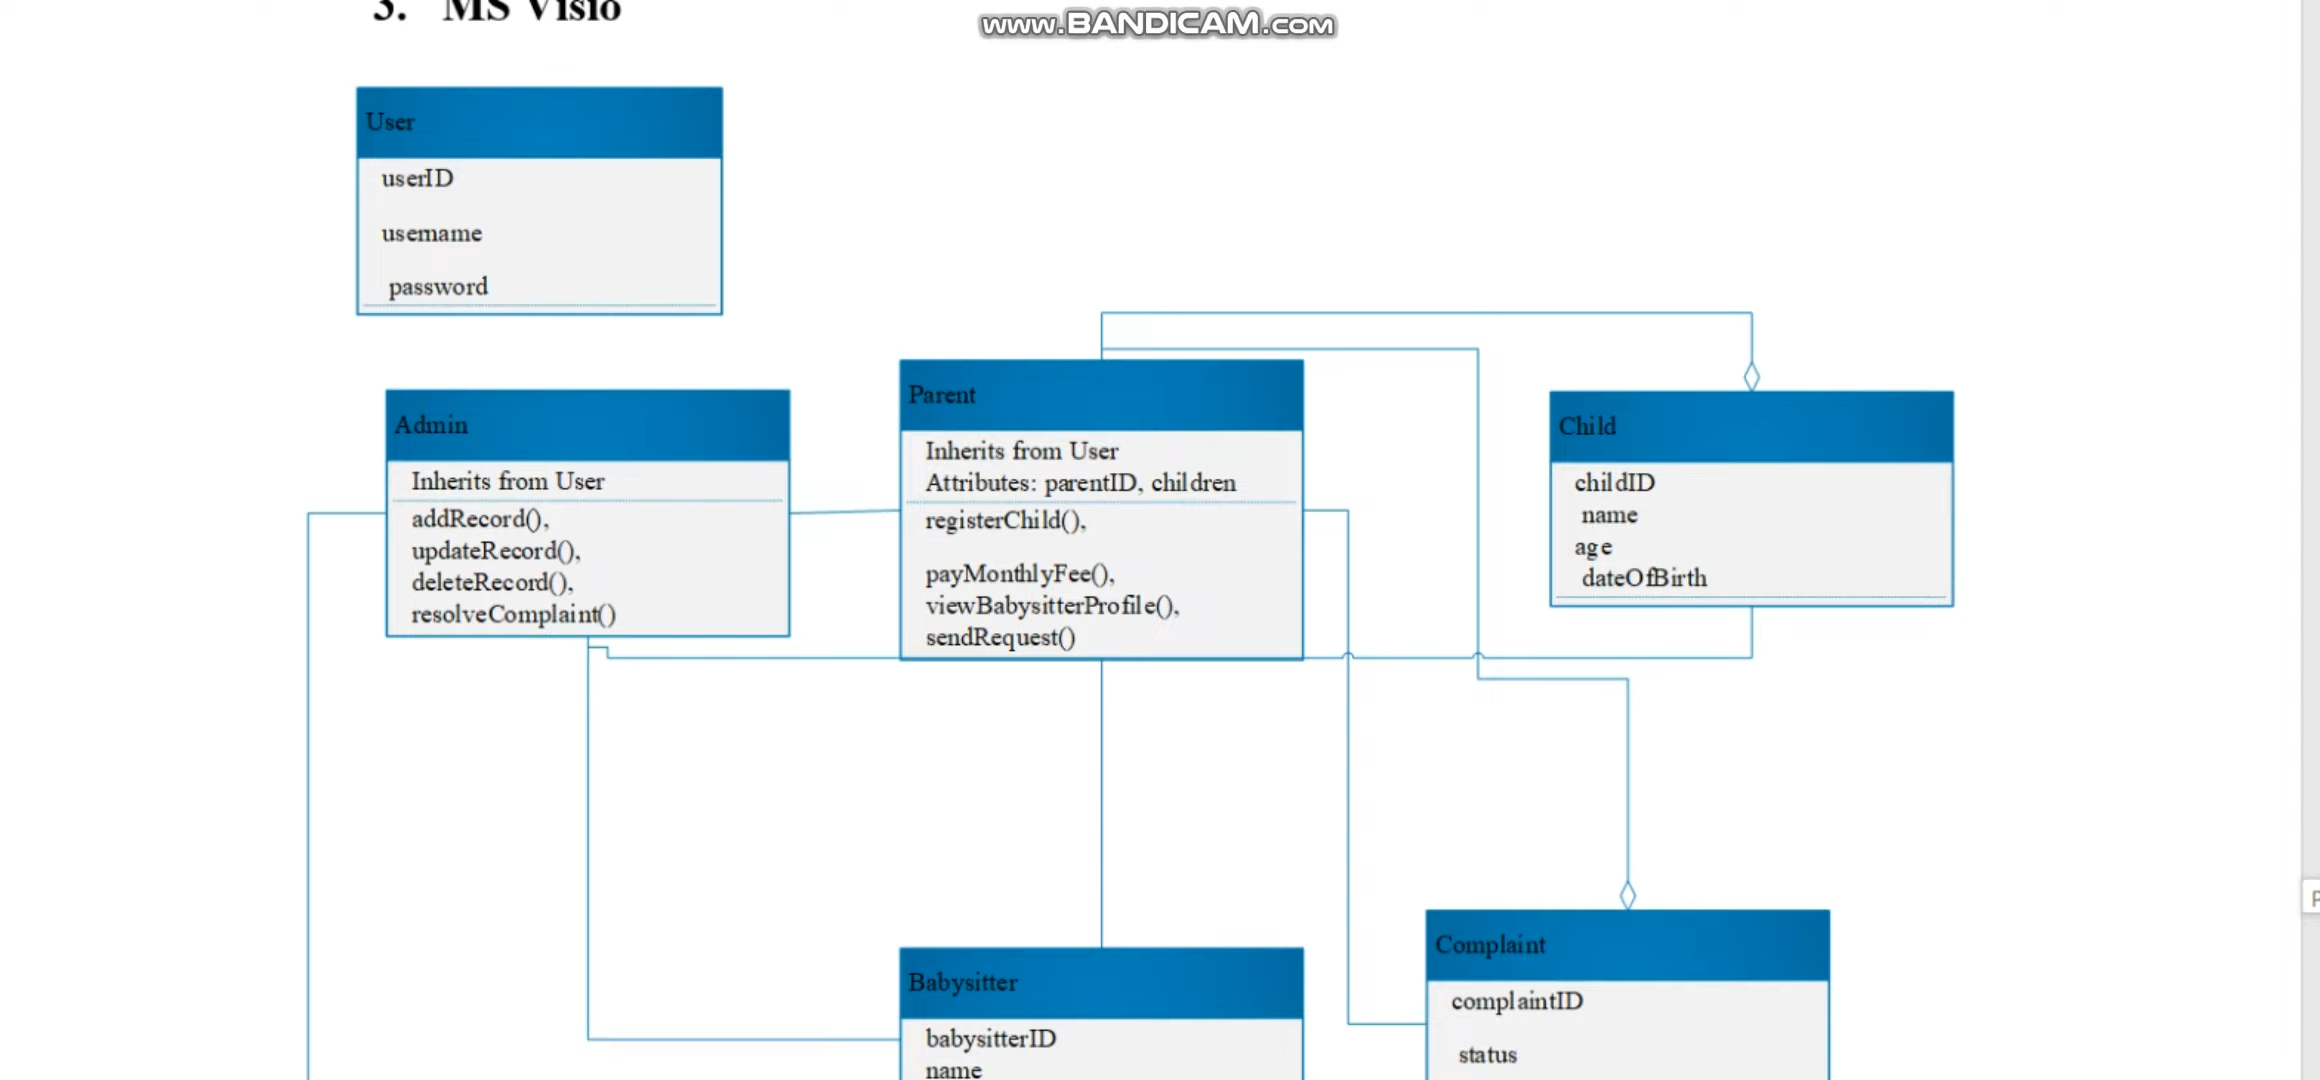 3. MS Visio
www.BANDICAM.com
User
userID
username
password
Admin
Inherits from User
addRecord(),
updateRecord(),
deleteRecord(),
resolveComplaint()
Parent
Inherits from User
Attributes: parentID, children
registerChild(),
payMonthlyFee(),
viewBabysitterProfile(),
sendRequest()
Child
childID
name
age
dateOfBirth
Babysitter
babysitterID
name
Complaint
complaintID
status